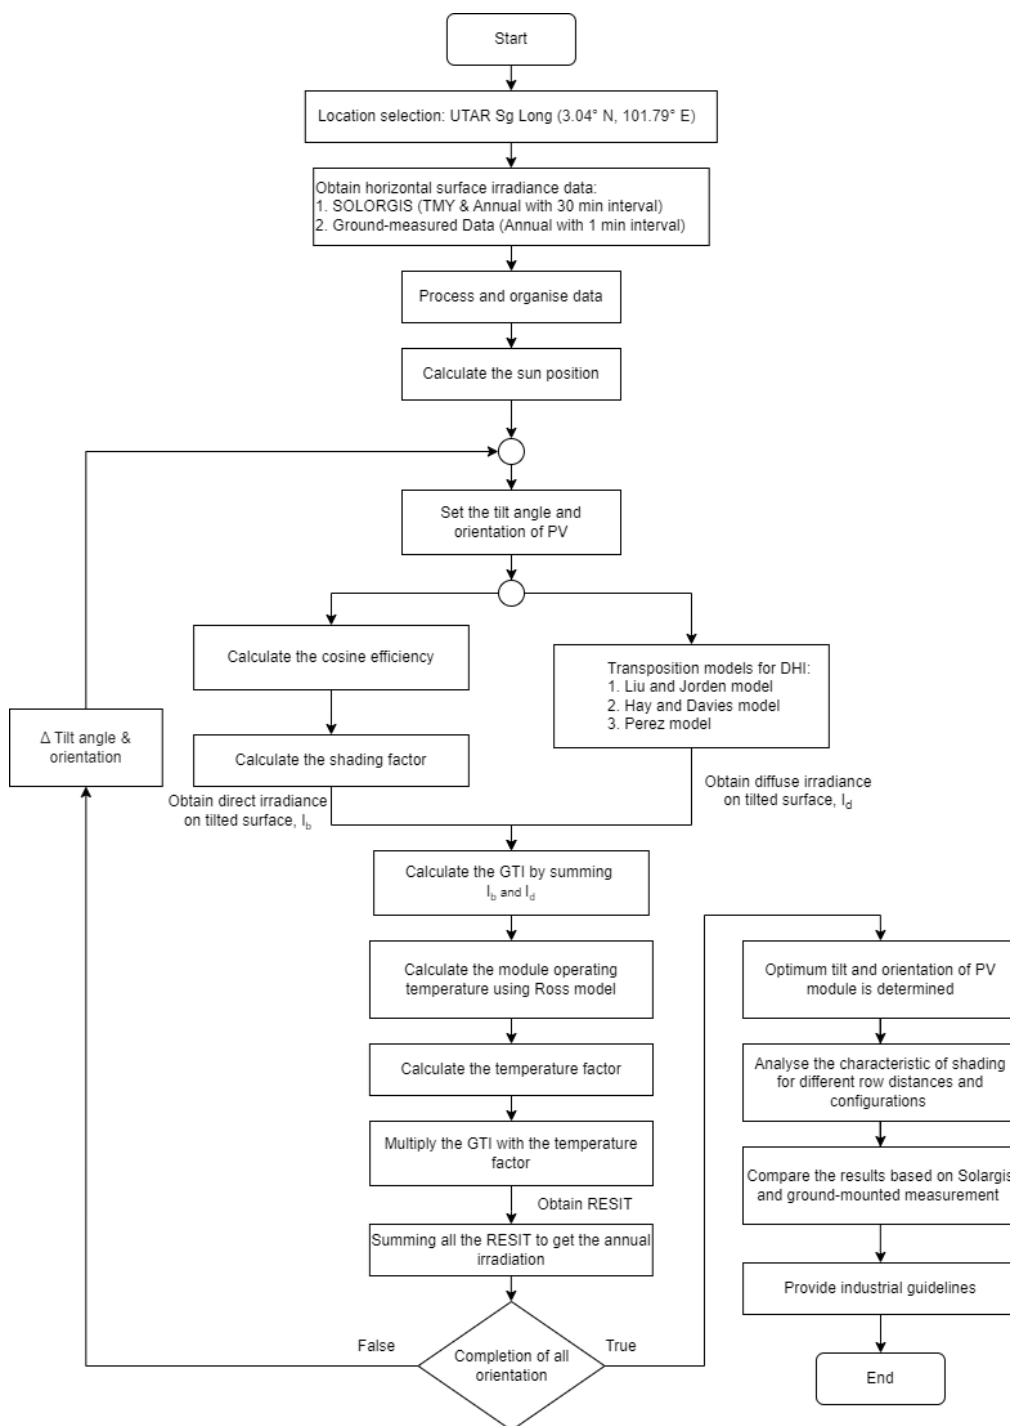 Start
Location selection: UTAR Sg Long (3.04° N, 101.79° E)
Obtain horizontal surface irradiance data:
1. SOLORGIS (TMY & Annual with 30 min interval)
2. Ground-measured Data (Annual with 1 min interval)
Process and organise data
Calculate the sun position
Set the tilt angle and
orientation of PV
Calculate the cosine efficiency
Transposition models for DHI:
1. Liu and Jorden model
2. Hay and Davies model
3. Perez model
Δ Tilt angle &
orientation
Calculate the shading factor
Obtain direct irradiance
on tilted surface, I_b
Obtain diffuse irradiance
on tilted surface, I_d
Calculate the GTI by summing
I_b and I_d
Calculate the module operating
temperature using Ross model
Calculate the temperature factor
Multiply the GTI with the temperature
factor
Obtain RESIT
Summing all the RESIT to get the annual
irradiation
False
Completion of all
orientation
True
Optimum tilt and orientation of PV
module is determined
Analyse the characteristic of shading
for different row distances and
configurations
Compare the results based on Solargis
and ground-mounted measurement
Provide industrial guidelines
End